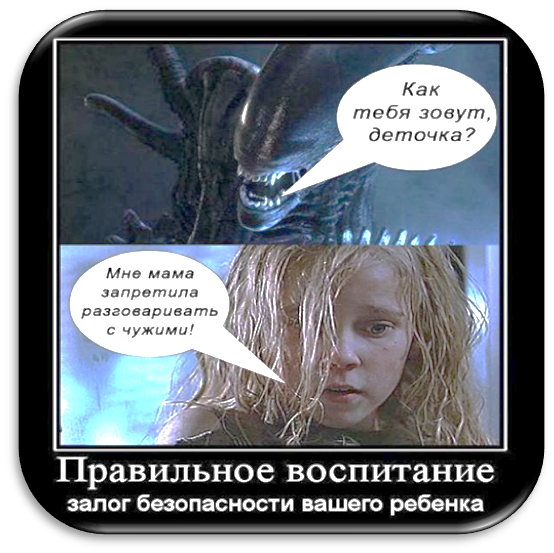 Как
тебя зовут,
деточка?
Мне мама
запретила
разговаривать
с чужими!
Правильное воспитание
залог безопасности вашего ребенка